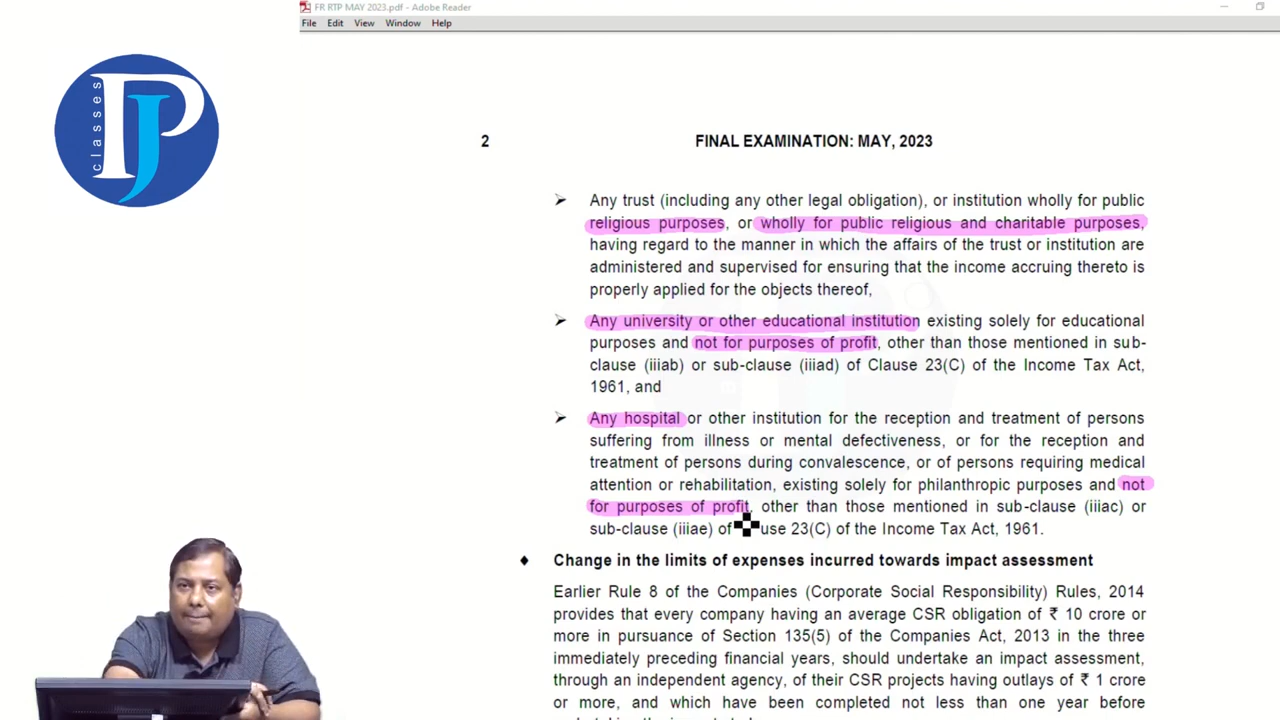 FR RTP MAY 2023.pdf - Adobe Reader
File Edit View Window Help
classes
PJ
2 FINAL EXAMINATION: MAY, 2023
Any trust (including any other legal obligation), or institution wholly for public
religious purposes, or wholly for public religious and charitable purposes,
having regard to the manner in which the affairs of the trust or institution are
administered and supervised for ensuring that the income accruing thereto is
properly applied for the objects thereof,
Any university or other educational institution existing solely for educational
purposes and not for purposes of profit, other than those mentioned in sub-
clause (iiiab) or sub-clause (iiiad) of Clause 23(C) of the Income Tax Act,
1961, and
Any hospital or other institution for the reception and treatment of persons
suffering from illness or mental defectiveness, or for the reception and
treatment of persons during convalescence, or of persons requiring medical
attention or rehabilitation, existing solely for philanthropic purposes and not
for purposes of profit, other than those mentioned in sub-clause (iiiac) or
sub-clause (iiiae) of use 23(C) of the Income Tax Act, 1961.
Change in the limits of expenses incurred towards impact assessment
Earlier Rule 8 of the Companies (Corporate Social Responsibility) Rules, 2014
provides that every company having an average CSR obligation of ₹ 10 crore or
more in pursuance of Section 135(5) of the Companies Act, 2013 in the three
immediately preceding financial years, should undertake an impact assessment,
through an independent agency, of their CSR projects having outlays of ₹ 1 crore
or more, and which have been completed not less than one year before